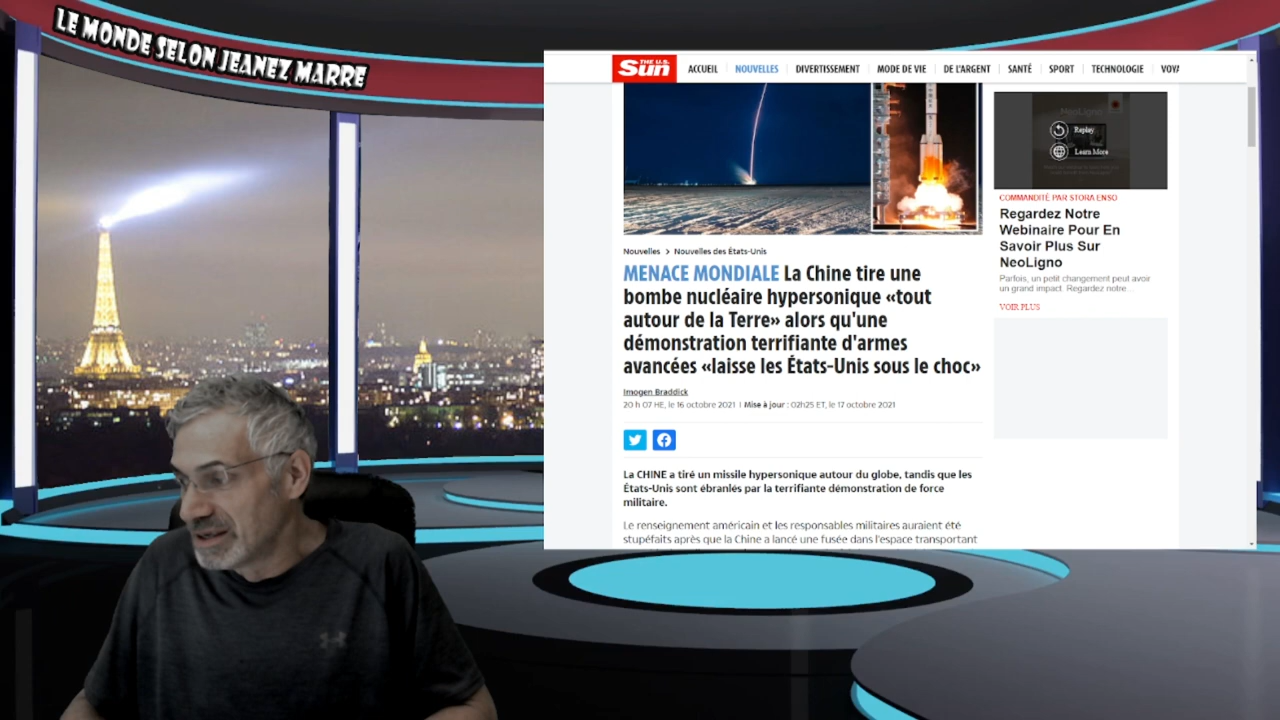 LE MONDE SELON JEANEZ MARRE
THE U.S. Sun
ACCUEIL NOUVELLES DIVERTISSEMENT MODE DE VIE DE L'ARGENT SANTÉ SPORT TECHNOLOGIE VOYA
Replay
Learn More
COMMANDITÉ PAR STORA ENSO
Regardez Notre
Webinaire Pour En
Savoir Plus Sur
NeoLigno
Parfois, un petit changement peut avoir
un grand impact. Regardez notre...
VOIR PLUS
Nouvelles > Nouvelles des États-Unis
MENACE MONDIALE La Chine tire une
bombe nucléaire hypersonique «tout
autour de la Terre» alors qu'une
démonstration terrifiante d'armes
avancées «laisse les États-Unis sous le choc»
Imogen Braddick
20 h 07 HE, le 16 octobre 2021 | Mise à jour : 02h25 ET, le 17 octobre 2021
La CHINE a tiré un missile hypersonique autour du globe, tandis que les
États-Unis sont ébranlés par la terrifiante démonstration de force
militaire.
Le renseignement américain et les responsables militaires auraient été
stupéfaits après que la Chine a lancé une fusée dans l'espace transportant